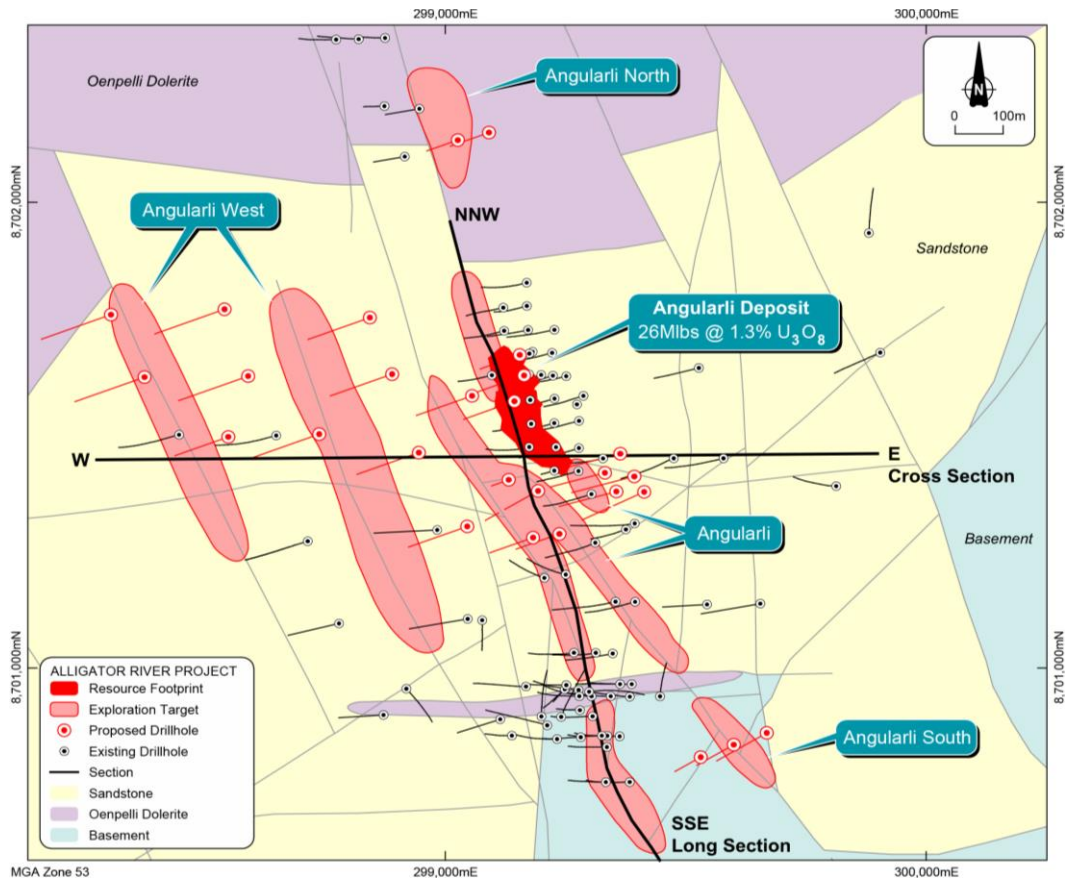 299,000mE
300,000mE
Oenpelli Dolerite
Angularli North
N
0
100m
8,702,000mN
8,702,000mN
Angularli West
NNW
Sandstone
Angularli Deposit
26Mlbs @ 1.3% U₃O₈
W
E
Cross Section
Angularli
Basement
8,701,000mN
8,701,000mN
ALLIGATOR RIVER PROJECT
Resource Footprint
Exploration Target
Proposed Drillhole
Existing Drillhole
Section
Sandstone
Oenpelli Dolerite
Basement
Angularli South
SSE
Long Section
MGA Zone 53
299,000mE
300,000mE